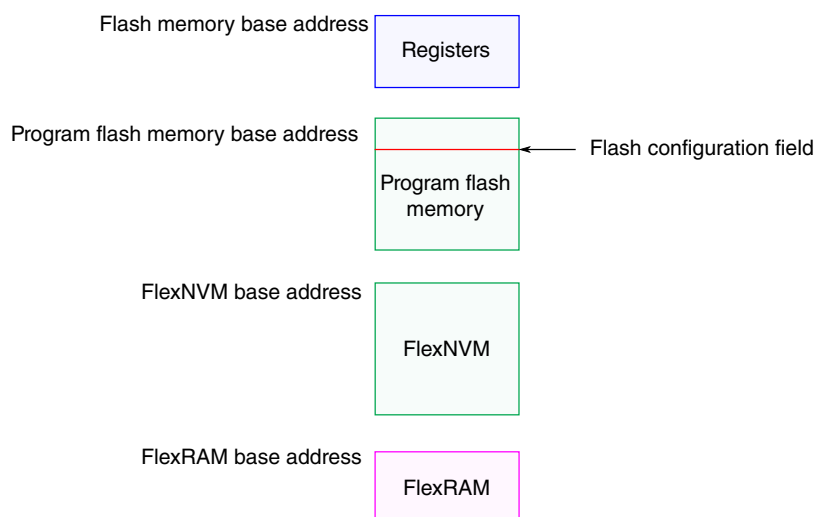 Flash memory base address
Registers
Program flash memory base address
Flash configuration field
Program flash
memory
FlexNVM base address
FlexNVM
FlexRAM base address
FlexRAM